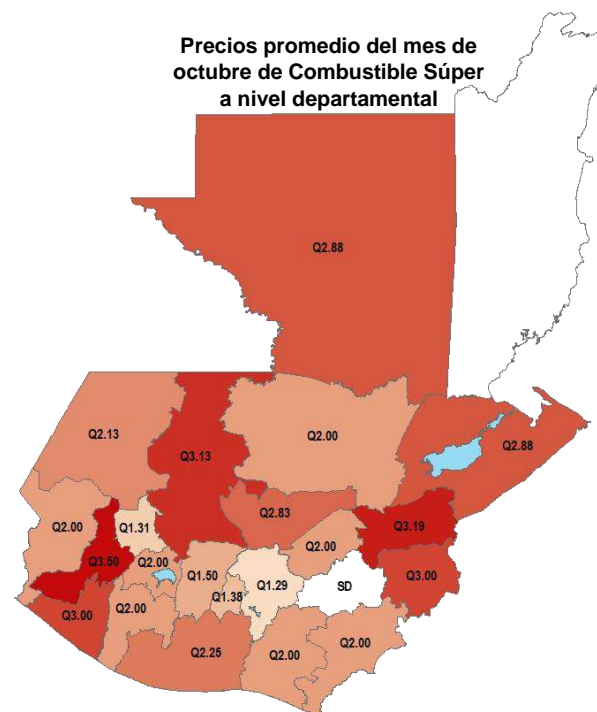 Precios promedio del mes de
octubre de Combustible Súper
a nivel departamental
Q2.88
Q2.13
Q3.13
Q2.00
Q2.88
Q2.00
Q1.31
Q2.83
Q3.19
Q3.50
Q2.00
Q1.50
Q2.00
Q3.00
Q1.38
Q1.29
SD
Q3.00
Q2.00
Q2.25
Q2.00
Q2.00